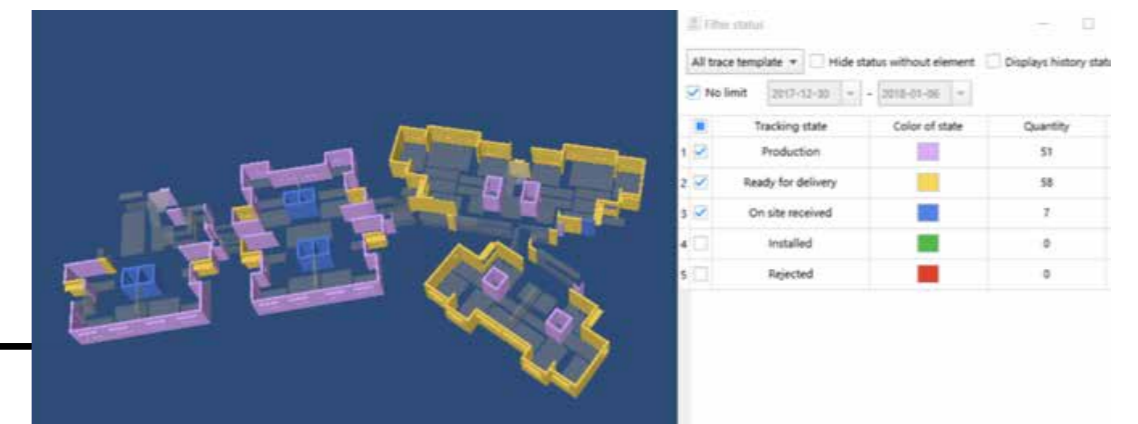 Filter status
All trace template Hide status without element Displays history statu
No limit 2017-12-30 - 2018-01-06
Tracking state Color of state Quantity
1 Production 51
2 Ready for delivery 58
3 On site received 7
4 Installed 0
5 Rejected 0